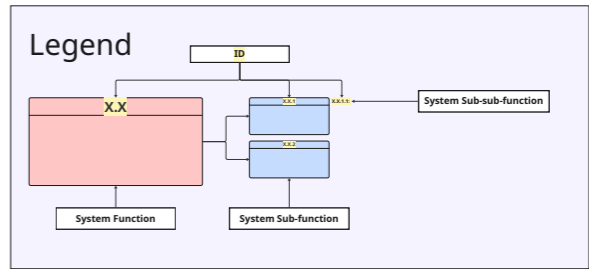 Legend
ID
X.X
X.X.1
X.X.1.1:
System Sub-sub-function
X.X.2
System Function
System Sub-function